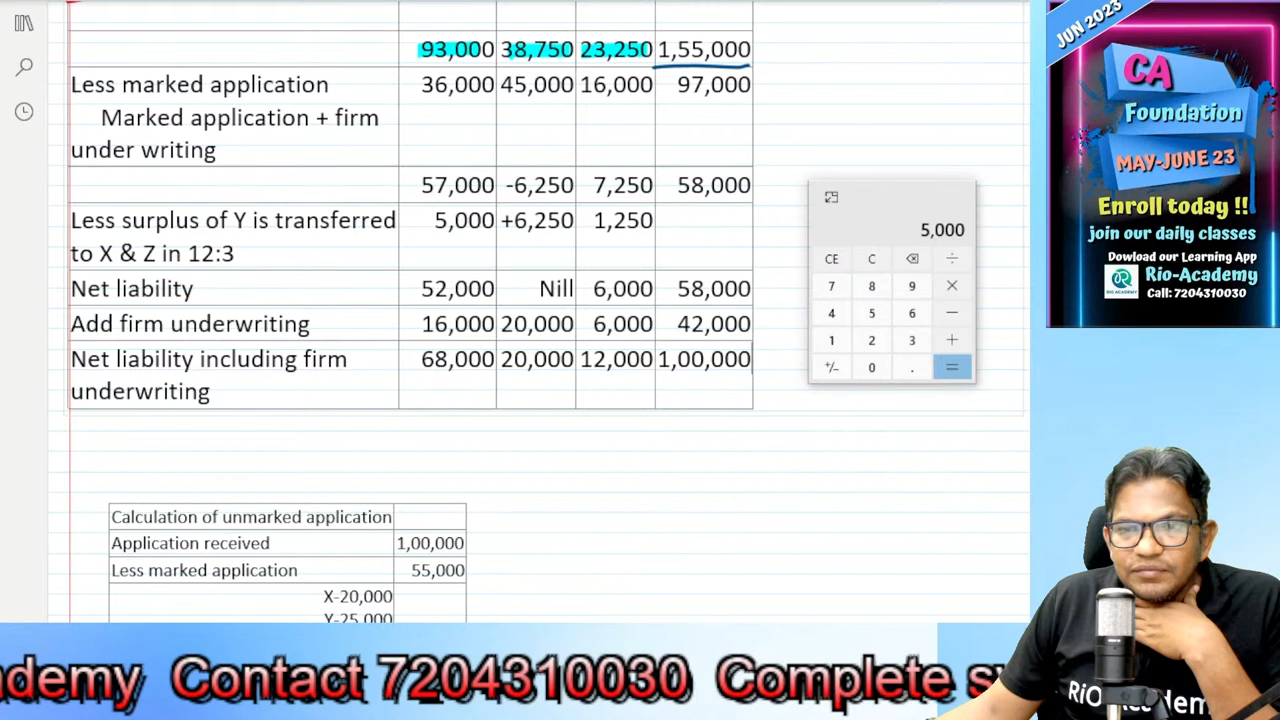 93,000 38,750 23,250 1,55,000
Less marked application 36,000 45,000 16,000 97,000
Marked application + firm
under writing
57,000 -6,250 7,250 58,000
Less surplus of Y is transferred 5,000 +6,250 1,250
to X & Z in 12:3
Net liability 52,000 Nill 6,000 58,000
Add firm underwriting 16,000 20,000 6,000 42,000
Net liability including firm 68,000 20,000 12,000 1,00,000
underwriting
Calculation of unmarked application
Application received 1,00,000
Less marked application 55,000
X-20,000
Y-25,000
5,000
CE C ⌫ ÷
7 8 9 ×
4 5 6 −
1 2 3 +
+/− 0 . =
JUN 2023
CA
Foundation
MAY-JUNE 23
Enroll today !!
join our daily classes
Dowload our Learning App
RIO ACADEMY
Rio-Academy
Call: 7204310030
RiO Academ
ademy Contact 7204310030 Complete s